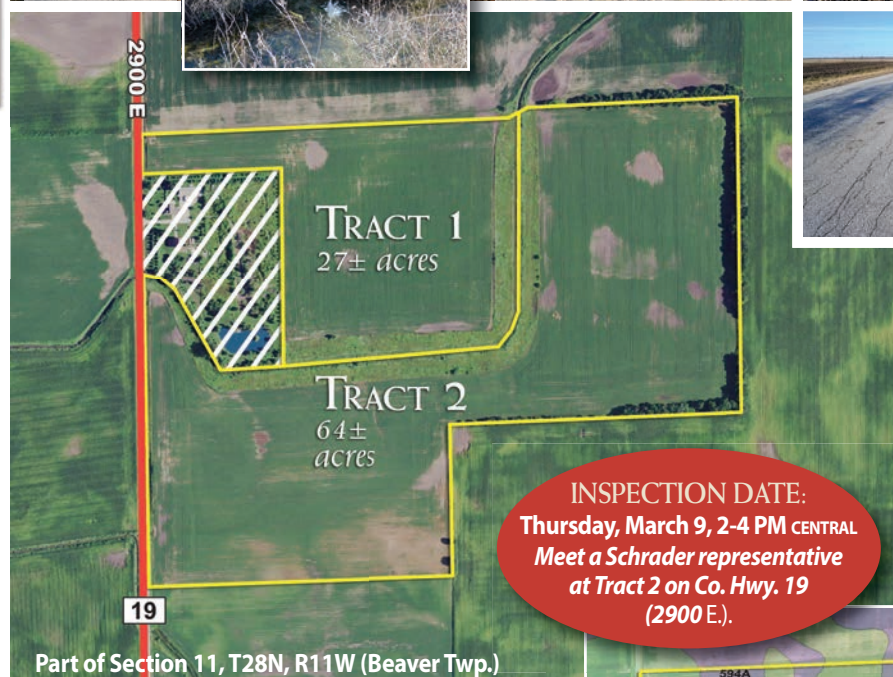 2900 E
TRACT 1
27± acres
TRACT 2
64±
acres
INSPECTION DATE:
Thursday, March 9, 2-4 PM CENTRAL
Meet a Schrader representative
at Tract 2 on Co. Hwy. 19
(2900 E.).
19
Part of Section 11, T28N, R11W (Beaver Twp.)
594A